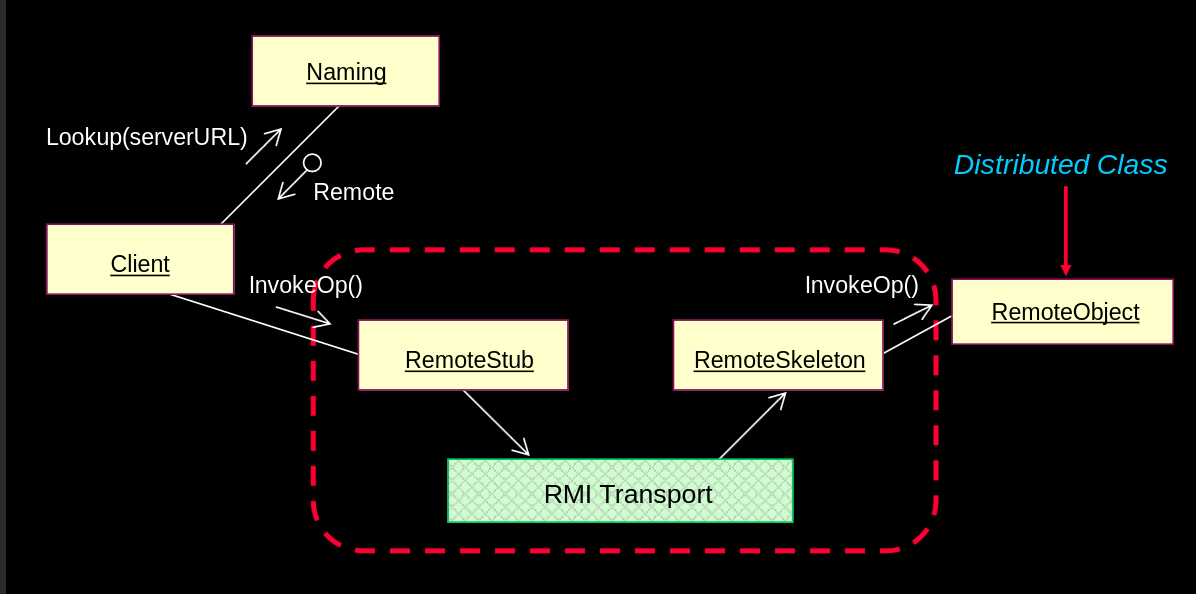 Naming
Lookup(serverURL)
Remote
Distributed Class
Client
InvokeOp()
InvokeOp()
RemoteObject
RemoteStub
RemoteSkeleton
RMI Transport